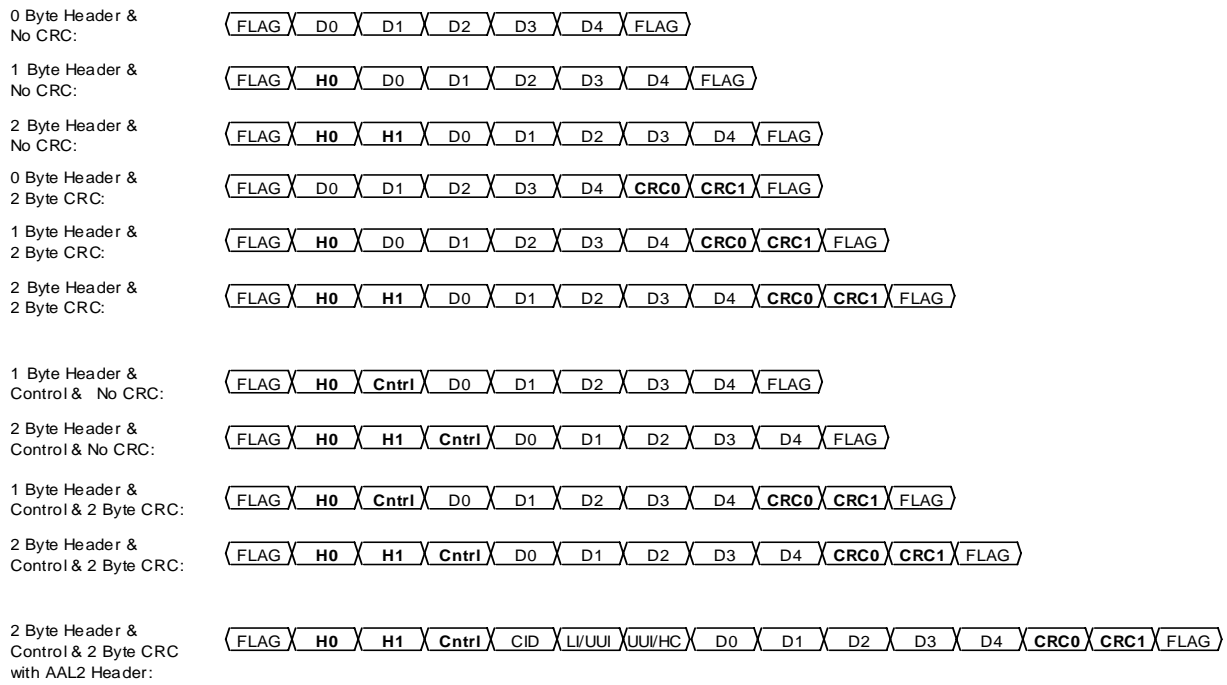 0 Byte Header &
No CRC:
FLAG D0 D1 D2 D3 D4 FLAG
1 Byte Header &
No CRC:
FLAG H0 D0 D1 D2 D3 D4 FLAG
2 Byte Header &
No CRC:
FLAG H0 H1 D0 D1 D2 D3 D4 FLAG
0 Byte Header &
2 Byte CRC:
FLAG D0 D1 D2 D3 D4 CRC0 CRC1 FLAG
1 Byte Header &
2 Byte CRC:
FLAG H0 D0 D1 D2 D3 D4 CRC0 CRC1 FLAG
2 Byte Header &
2 Byte CRC:
FLAG H0 H1 D0 D1 D2 D3 D4 CRC0 CRC1 FLAG
1 Byte Header &
Control & No CRC:
FLAG H0 Cntrl D0 D1 D2 D3 D4 FLAG
2 Byte Header &
Control & No CRC:
FLAG H0 H1 Cntrl D0 D1 D2 D3 D4 FLAG
1 Byte Header &
Control & 2 Byte CRC:
FLAG H0 Cntrl D0 D1 D2 D3 D4 CRC0 CRC1 FLAG
2 Byte Header &
Control & 2 Byte CRC:
FLAG H0 H1 Cntrl D0 D1 D2 D3 D4 CRC0 CRC1 FLAG
2 Byte Header &
Control & 2 Byte CRC
with AAL2 Header:
FLAG H0 H1 Cntrl CID LI/UUI UUI/HC D0 D1 D2 D3 D4 CRC0 CRC1 FLAG